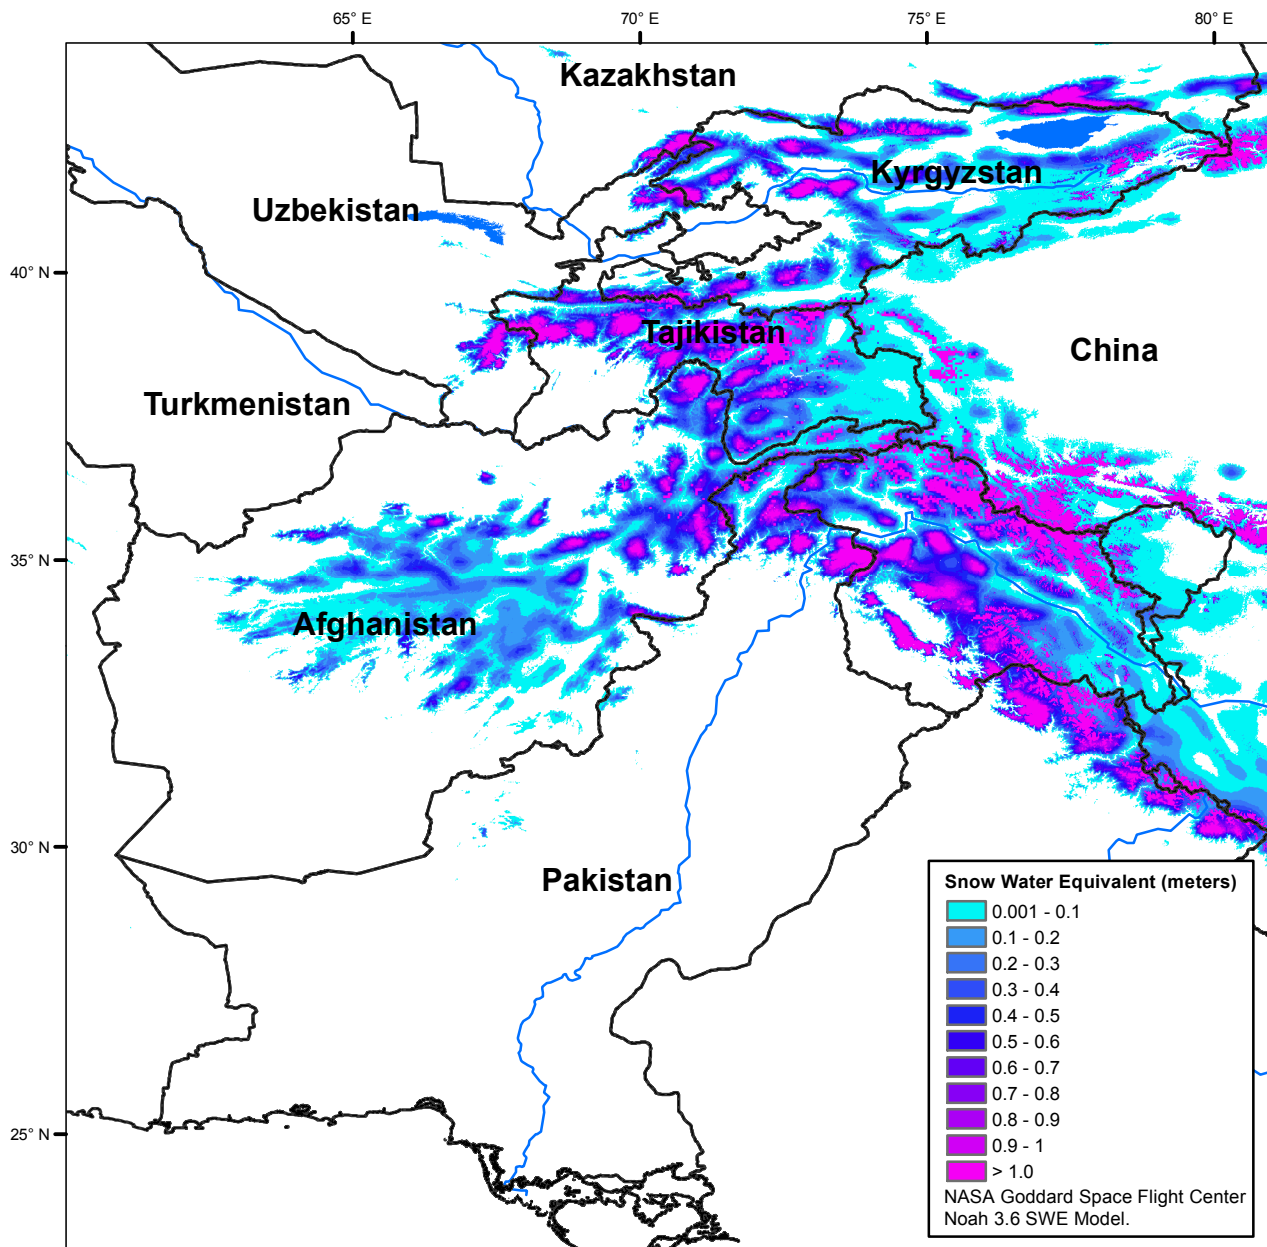 65° E
70° E
75° E
80° E
Kazakhstan
Kyrgyzstan
Uzbekistan
40° N
Tajikistan
China
Turkmenistan
35° N
Afghanistan
30° N
Pakistan
25° N
Snow Water Equivalent (meters)
0.001 - 0.1
0.1 - 0.2
0.2 - 0.3
0.3 - 0.4
0.4 - 0.5
0.5 - 0.6
0.6 - 0.7
0.7 - 0.8
0.8 - 0.9
0.9 - 1
> 1.0
NASA Goddard Space Flight Center
Noah 3.6 SWE Model.